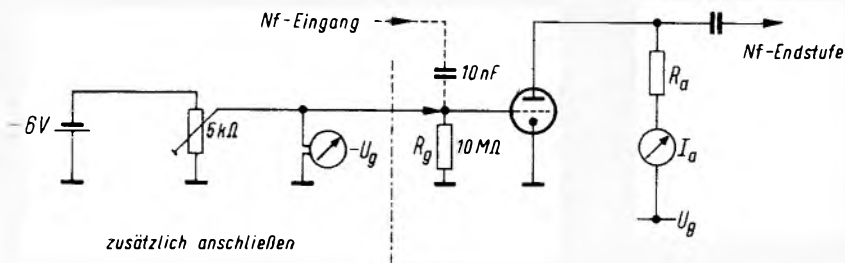 Nf-Eingang
10nF
Nf-Endstufe
Ra
-6V
5kΩ
-Ug
Rg
10MΩ
Ia
UB
zusätzlich anschließen